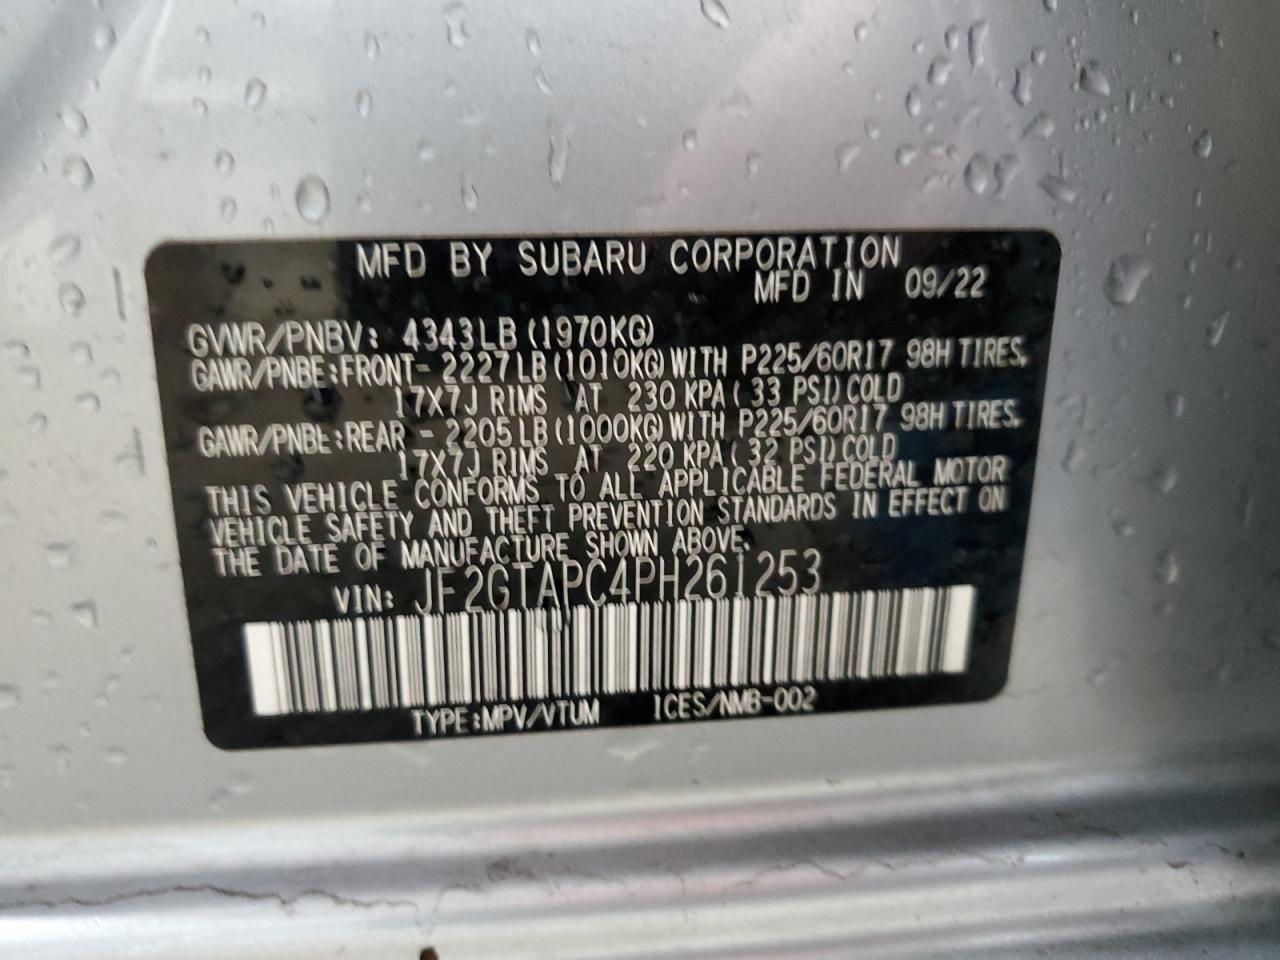 MFD BY SUBARU CORPORATION
MFD IN 09/22
GVWR/PNBV: 4343LB (1970KG)
GAWR/PNBE:FRONT- 2227LB (1010KG) WITH P225/60R17 98H TIRES,
17X7J RIMS AT 230 KPA ( 33 PSI) COLD
GAWR/PNBE:REAR - 2205LB (1000KG) WITH P225/60R17 98H TIRES,
17X7J RIMS AT 220 KPA ( 32 PSI) COLD
THIS VEHICLE CONFORMS TO ALL APPLICABLE FEDERAL MOTOR
VEHICLE SAFETY AND THEFT PREVENTION STANDARDS IN EFFECT ON
THE DATE OF MANUFACTURE SHOWN ABOVE.
VIN: JF2GTAPC4PH261253
TYPE:MPV/VTUM ICES/NMB-002